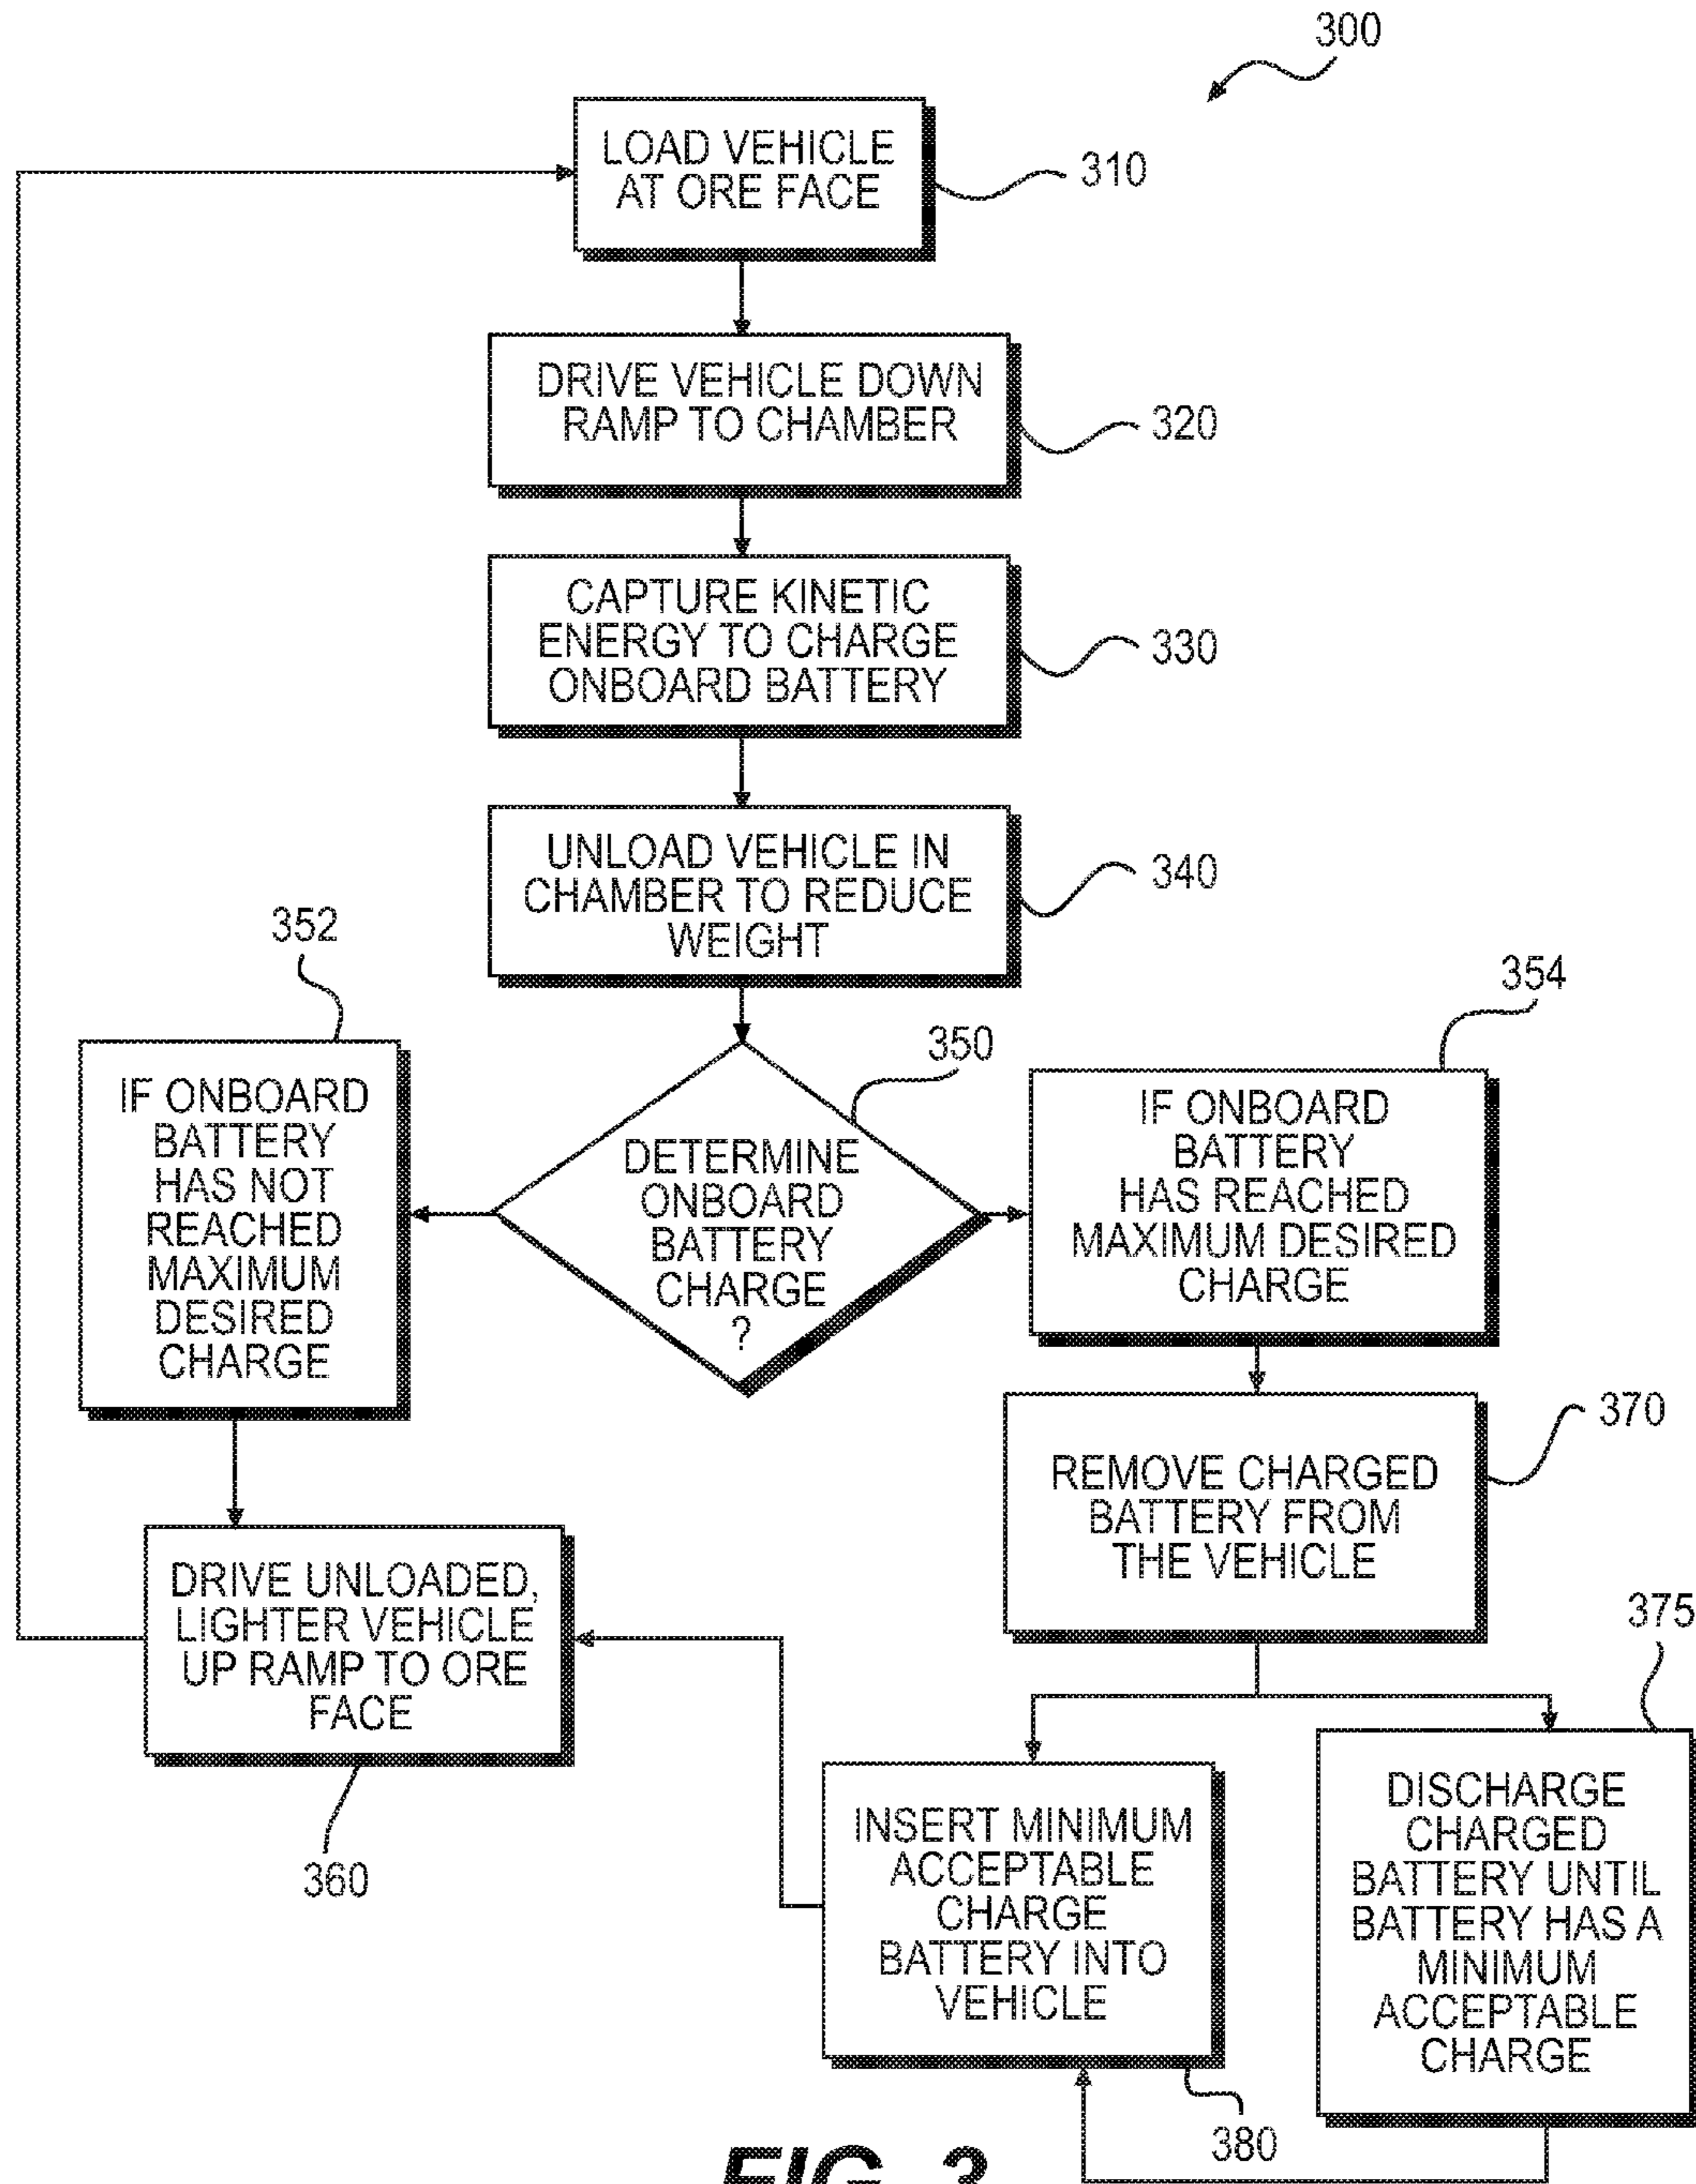 300
LOAD VEHICLE
AT ORE FACE
310
DRIVE VEHICLE DOWN
RAMP TO CHAMBER
320
CAPTURE KINETIC
ENERGY TO CHARGE
ONBOARD BATTERY
330
UNLOAD VEHICLE IN
CHAMBER TO REDUCE
WEIGHT
340
352
IF ONBOARD
BATTERY
HAS NOT
REACHED
MAXIMUM
DESIRED
CHARGE
350
DETERMINE
ONBOARD
BATTERY
CHARGE
?
354
IF ONBOARD
BATTERY
HAS REACHED
MAXIMUM DESIRED
CHARGE
370
REMOVE CHARGED
BATTERY FROM
THE VEHICLE
DRIVE UNLOADED,
LIGHTER VEHICLE
UP RAMP TO ORE
FACE
360
INSERT MINIMUM
ACCEPTABLE
CHARGE
BATTERY INTO
VEHICLE
380
375
DISCHARGE
CHARGED
BATTERY UNTIL
BATTERY HAS A
MINIMUM
ACCEPTABLE
CHARGE
FIG. 3